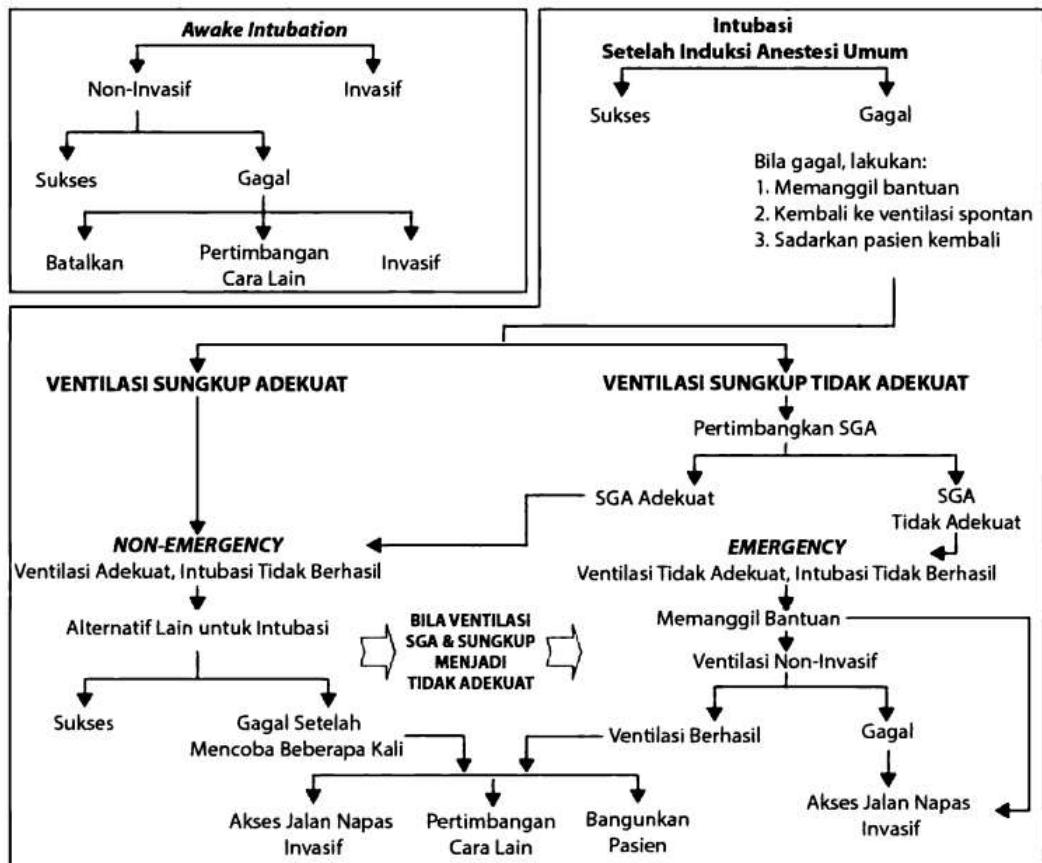 Awake Intubation
Non-Invasif
Invasif
Sukses
Gagal
Batalkan
Pertimbangan
Cara Lain
Invasif
Intubasi
Setelah Induksi Anestesi Umum
Sukses
Gagal
Bila gagal, lakukan:
1. Memanggil bantuan
2. Kembali ke ventilasi spontan
3. Sadarkan pasien kembali
VENTILASI SUNGKUP ADEKUAT
VENTILASI SUNGKUP TIDAK ADEKUAT
Pertimbangkan SGA
SGA Adekuat
SGA
Tidak Adekuat
NON-EMERGENCY
Ventilasi Adekuat, Intubasi Tidak Berhasil
EMERGENCY
Ventilasi Tidak Adekuat, Intubasi Tidak Berhasil
Alternatif Lain untuk Intubasi
BILA VENTILASI
SGA & SUNGKUP
MENJADI
TIDAK ADEKUAT
Memanggil Bantuan
Ventilasi Non-Invasif
Sukses
Gagal Setelah
Mencoba Beberapa Kali
Ventilasi Berhasil
Gagal
Akses Jalan Napas
Invasif
Pertimbangan
Cara Lain
Bangunkan
Pasien
Akses Jalan Napas
Invasif